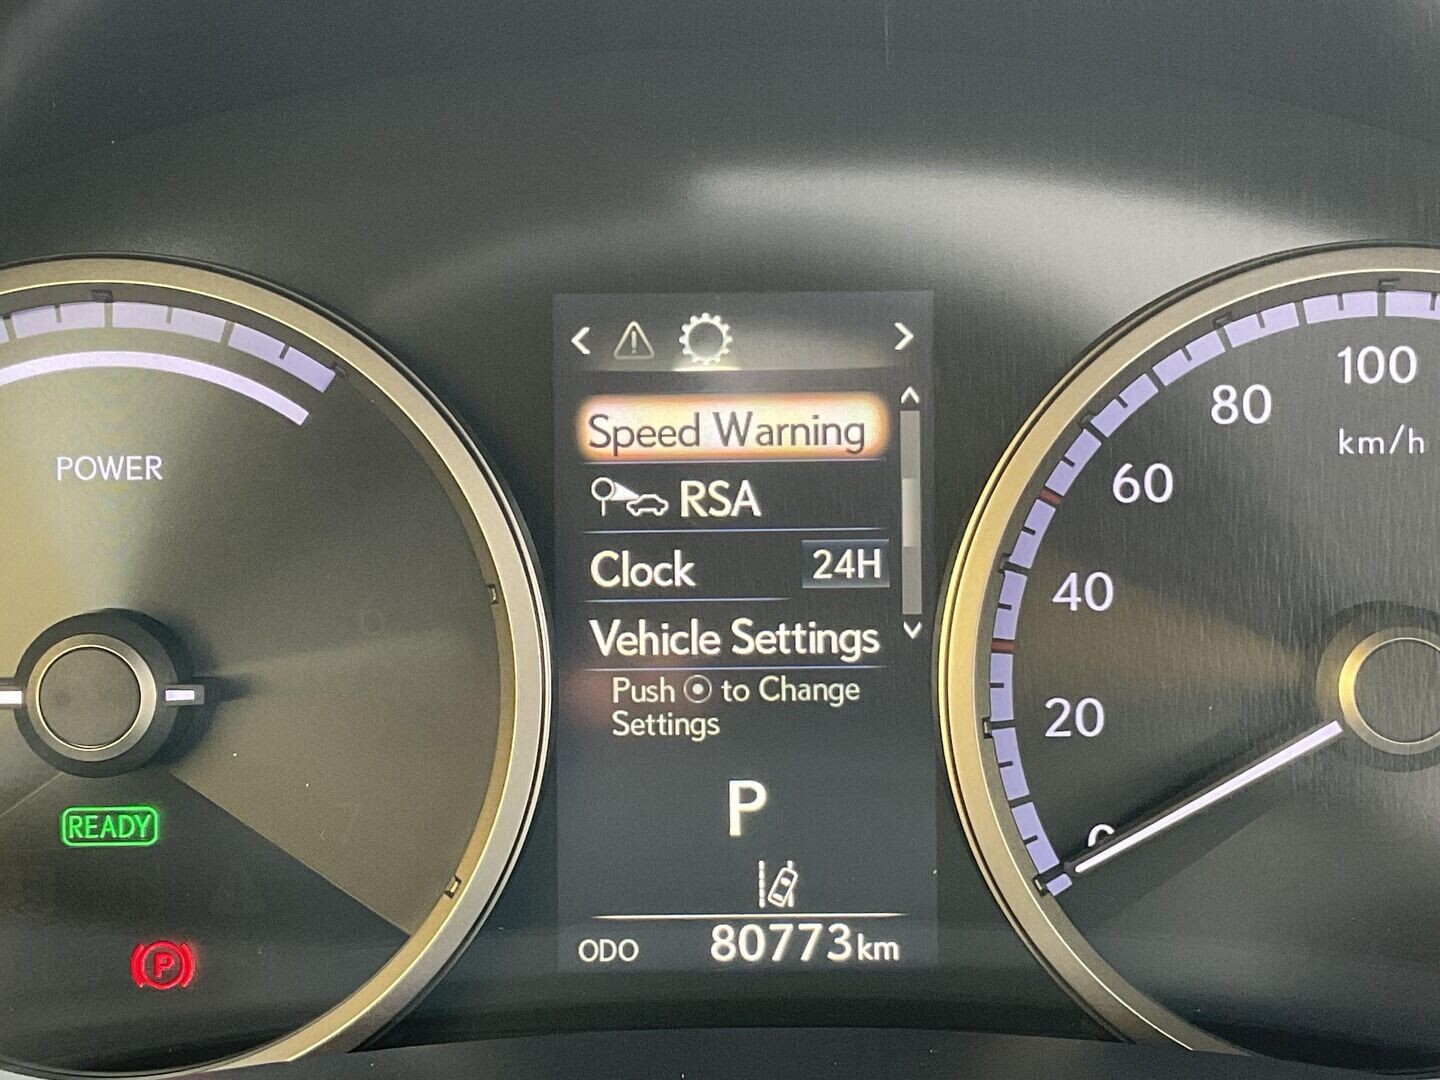 Speed Warning
RSA
Clock 24H
Vehicle Settings
Push to Change
Settings
P
ODO 80773km
POWER
READY
P
100
80
km/h
60
40
20
0